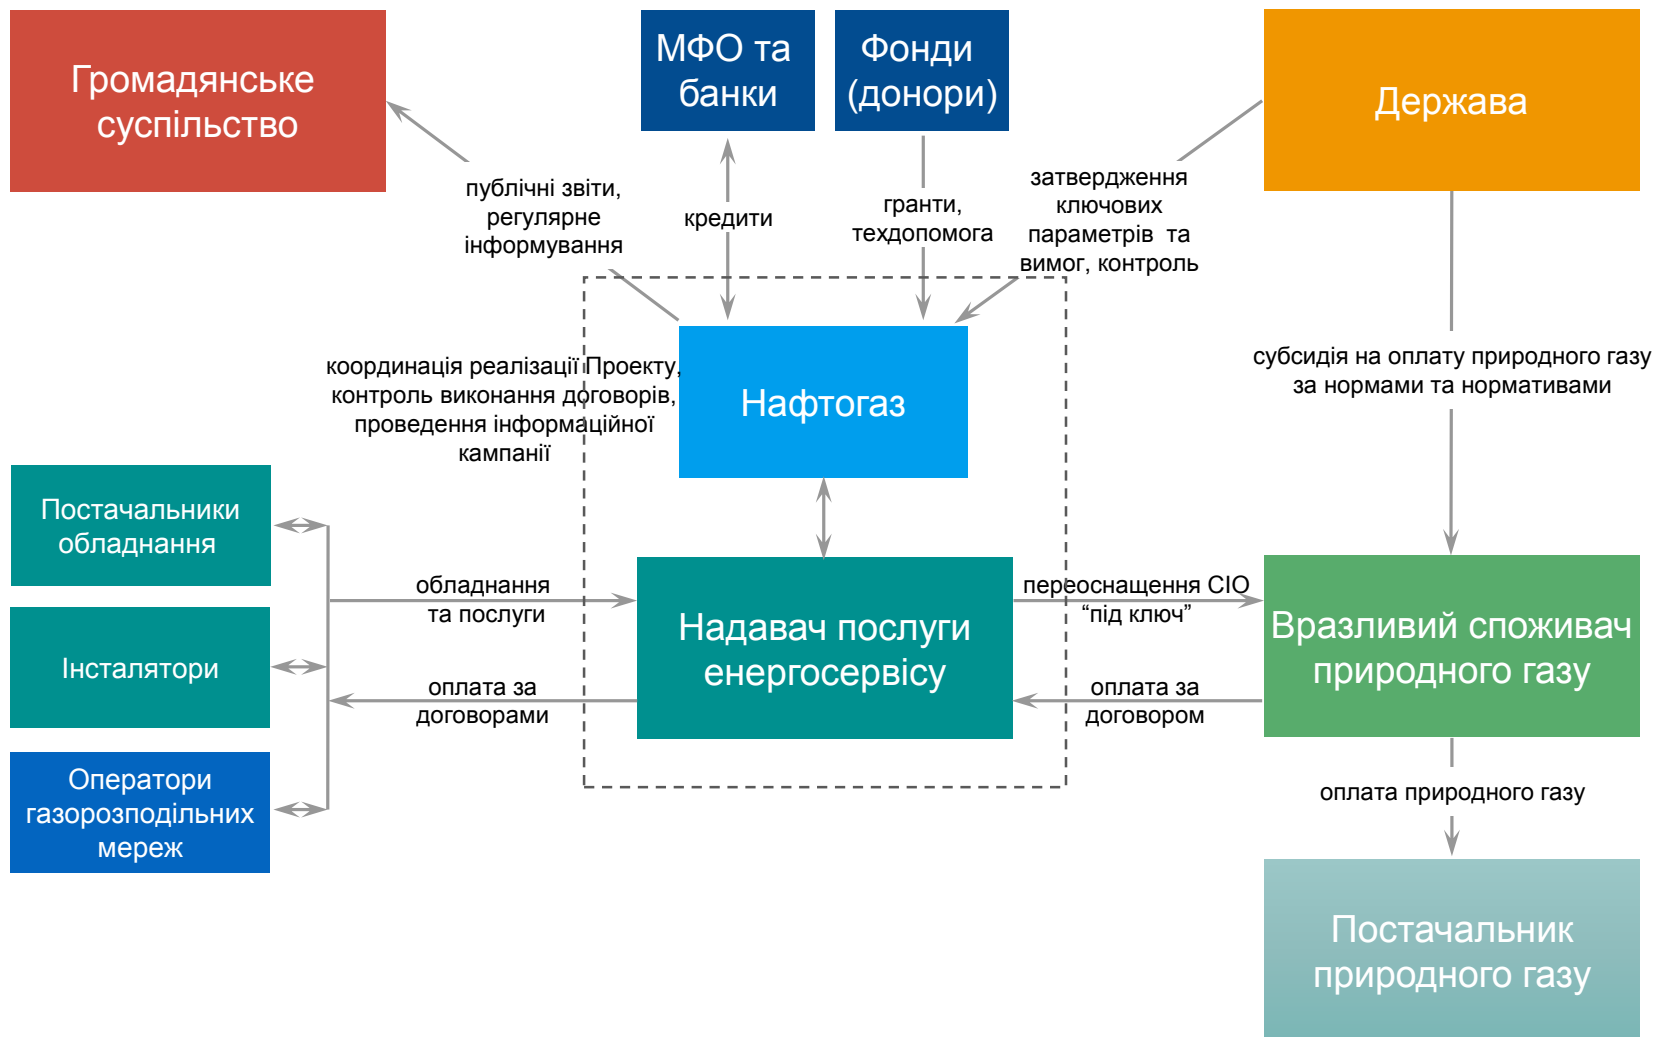 Громадянське
суспільство
МФО та
банки
Фонди
(донори)
Держава
публічні звіти,
регулярне
інформування
кредити
гранти,
техдопомога
затвердження
ключових
параметрів та
вимог, контроль
субсидія на оплату природного газу
за нормами та нормативами
координація реалізації Проекту,
контроль виконання договорів,
проведення інформаційної
кампанії
Нафтогаз
Постачальники
обладнання
Інсталятори
Оператори
газорозподільних
мереж
обладнання
та послуги
оплата за
договорами
Надавач послуги
енергосервісу
переоснащення СІО
“під ключ”
оплата за
договором
Вразливий споживач
природного газу
оплата природного газу
Постачальник
природного газу